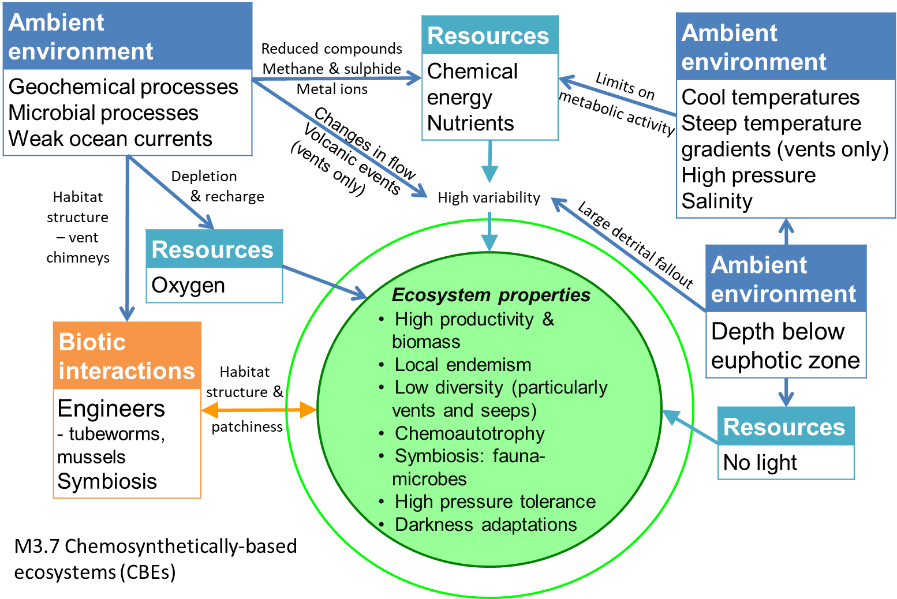 Ambient
environment
Geochemical processes
Microbial processes
Weak ocean currents
Reduced compounds
Methane & sulphide
Metal ions
Changes in flow
Volcanic events
(vents only)
Resources
Chemical
energy
Nutrients
Limits on
metabolic activity
Ambient
environment
Cool temperatures
Steep temperature
gradients (vents only)
High pressure
Salinity
Habitat
structure
– vent
chimneys
Depletion
& recharge
High variability
Large detrital fallout
Resources
Oxygen
Ambient
environment
Depth below
euphotic zone
Resources
No light
Biotic
interactions
Engineers
- tubeworms,
mussels
Symbiosis
Habitat
structure &
patchiness
Ecosystem properties
• High productivity &
biomass
• Local endemism
• Low diversity (particularly
vents and seeps)
• Chemoautotrophy
• Symbiosis: fauna-
microbes
• High pressure tolerance
• Darkness adaptations
M3.7 Chemosynthetically-based
ecosystems (CBEs)